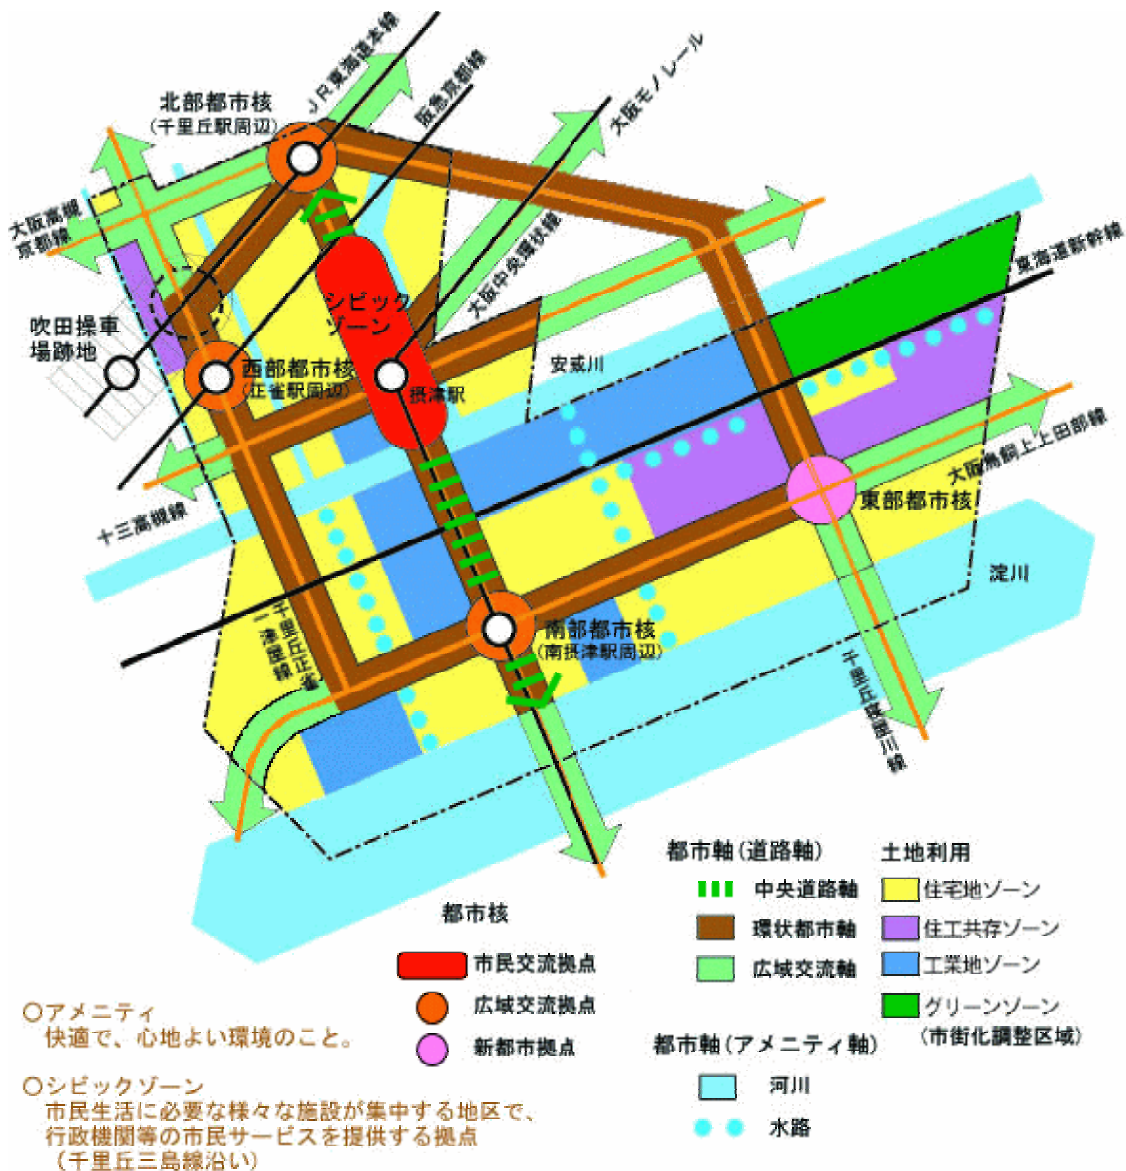 北部都市核
(千里丘駅周辺)
JR東海道本線
阪急京都線
大阪モノレール
大阪高槻
京都線
大阪中央環状線
東海道新幹線
吹田操車
場跡地
シビック
ゾーン
西部都市核
(正雀駅周辺)
摂津駅
安威川
十三高槻線
大阪鳥飼上上田部線
東部都市核
淀川
千里丘正雀
一津屋線
南部都市核
(南摂津駅周辺)
千里丘寝屋川線
都市核
市民交流拠点
広域交流拠点
新都市拠点
都市軸(道路軸)
中央道路軸
環状都市軸
広域交流軸
都市軸(アメニティ軸)
河川
水路
土地利用
住宅地ゾーン
住工共存ゾーン
工業地ゾーン
グリーンゾーン
(市街化調整区域)
○アメニティ
快適で、心地よい環境のこと。
○シビックゾーン
市民生活に必要な様々な施設が集中する地区で、
行政機関等の市民サービスを提供する拠点
(千里丘三島線沿い)